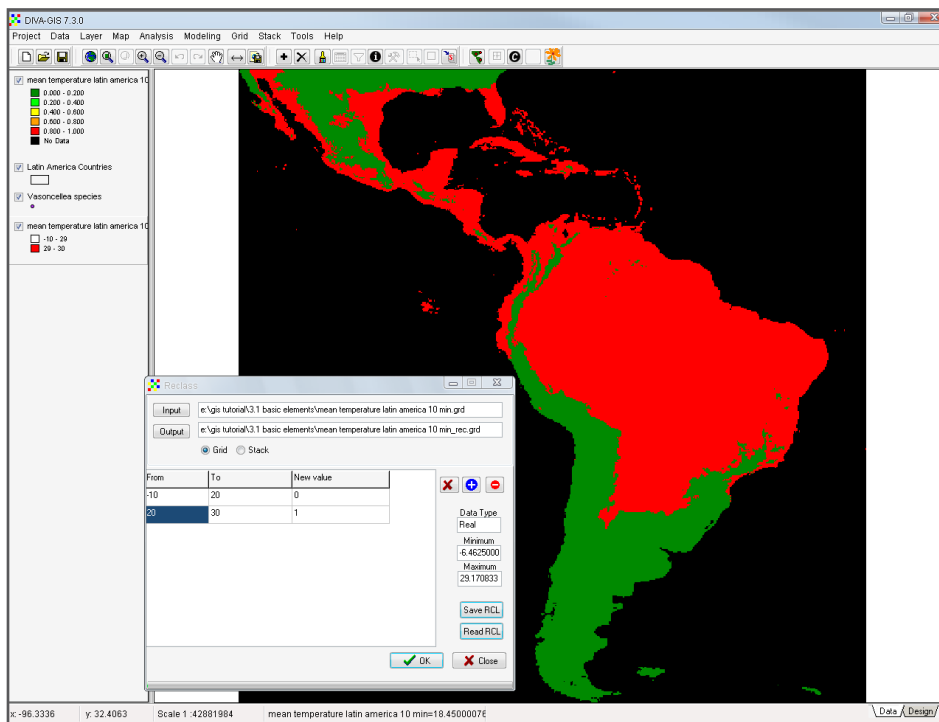 DIVA-GIS 7.3.0
Project Data Layer Map Analysis Modeling Grid Stack Tools Help
mean temperature latin america 10
0.000 - 0.200
0.200 - 0.400
0.400 - 0.600
0.600 - 0.800
0.800 - 1.000
No Data
Latin America Countries
Vasoncellea species
mean temperature latin america 10
-10 - 29
29 - 30
Reclass
Input e:\gis tutorial\3.1 basic elements\mean temperature latin america 10 min.grd
Output e:\gis tutorial\3.1 basic elements\mean temperature latin america 10 min_rec.grd
Grid Stack
From To New value
-10 20 0
20 30 1
Data Type
Real
Minimum
-6.4625000
Maximum
29.170833
Save RCL
Read RCL
OK Close
x: -96.3336 y: 32.4063 Scale 1 :42881984 mean temperature latin america 10 min=18.45000076 Data Design